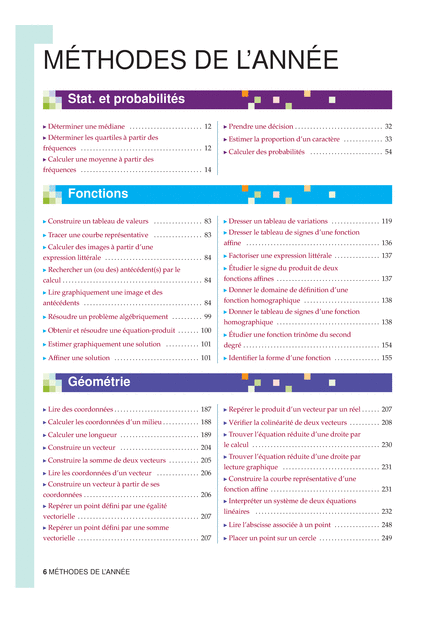 MÉTHODES DE L'ANNÉE
Stat. et probabilités
▶ Déterminer une médiane ........................ 12
▶ Déterminer les quartiles à partir des
fréquences ........................................ 12
▶ Calculer une moyenne à partir des
fréquences ........................................ 14
▶ Prendre une décision ............................. 32
▶ Estimer la proportion d'un caractère ............. 33
▶ Calculer des probabilités ........................ 54
Fonctions
▶ Construire un tableau de valeurs ................ 83
▶ Tracer une courbe représentative ................ 83
▶ Calculer des images à partir d'une
expression littérale ................................ 84
▶ Rechercher un (ou des) antécédent(s) par le
calcul .............................................. 84
▶ Lire graphiquement une image et des
antécédents ....................................... 84
▶ Résoudre un problème algébriquement .......... 99
▶ Obtenir et résoudre une équation-produit ....... 100
▶ Estimer graphiquement une solution ........... 101
▶ Affiner une solution ............................ 101
▶ Dresser un tableau de variations ................ 119
▶ Dresser le tableau de signes d'une fonction
affine ............................................ 136
▶ Factoriser une expression littérale ............... 137
▶ Étudier le signe du produit de deux
fonctions affines .................................. 137
▶ Donner le domaine de définition d'une
fonction homographique ......................... 138
▶ Donner le tableau de signes d'une fonction
homographique .................................. 138
▶ Étudier une fonction trinôme du second
degré ............................................. 154
▶ Identifier la forme d'une fonction ............... 155
Géométrie
▶ Lire des coordonnées ............................ 187
▶ Calculer les coordonnées d'un milieu ............ 188
▶ Calculer une longueur .......................... 189
▶ Construire un vecteur .......................... 204
▶ Construire la somme de deux vecteurs .......... 205
▶ Lire les coordonnées d'un vecteur .............. 206
▶ Construire un vecteur à partir de ses
coordonnées ...................................... 206
▶ Repérer un point défini par une égalité
vectorielle ........................................ 207
▶ Repérer un point défini par une somme
vectorielle ........................................ 207
▶ Repérer le produit d'un vecteur par un réel ...... 207
▶ Vérifier la colinéarité de deux vecteurs .......... 208
▶ Trouver l'équation réduite d'une droite par
le calcul .......................................... 230
▶ Trouver l'équation réduite d'une droite par
lecture graphique ................................ 231
▶ Construire la courbe représentative d'une
fonction affine .................................... 231
▶ Interpréter un système de deux équations
linéaires ......................................... 232
▶ Lire l'abscisse associée à un point ............... 248
▶ Placer un point sur un cercle .................... 249
6 MÉTHODES DE L'ANNÉE